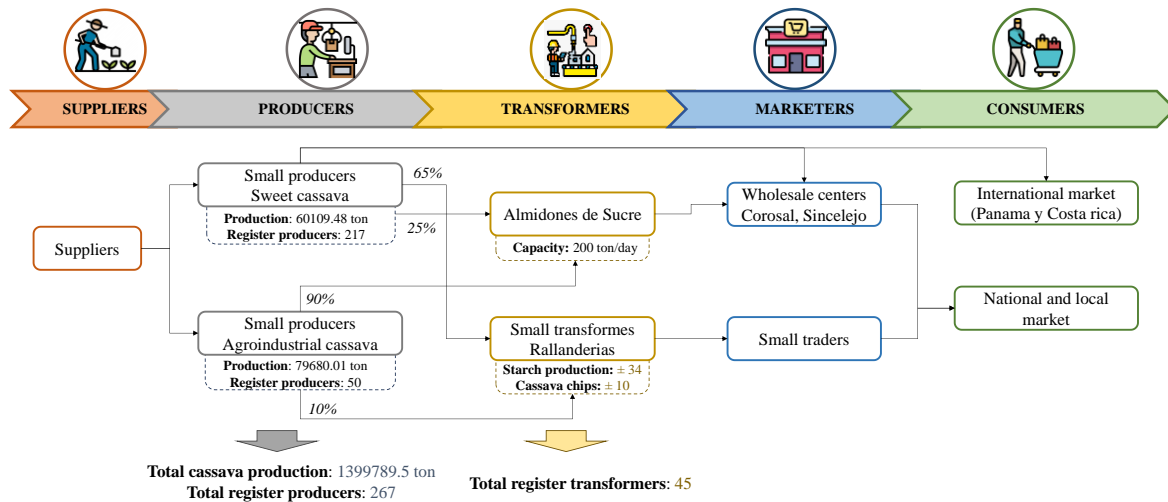 SUPPLIERS
PRODUCERS
TRANSFORMERS
MARKETERS
CONSUMERS
Small producers
Sweet cassava
Production: 60109.48 ton
Register producers: 217
65%
25%
Suppliers
Almidones de Sucre
Capacity: 200 ton/day
Wholesale centers
Corosal, Sincelejo
International market
(Panama y Costa rica)
90%
Small producers
Agroindustrial cassava
Production: 79680.01 ton
Register producers: 50
10%
Small transformes
Rallanderias
Starch production: ± 34
Cassava chips: ± 10
Small traders
National and local
market
Total cassava production: 1399789.5 ton
Total register producers: 267
Total register transformers: 45